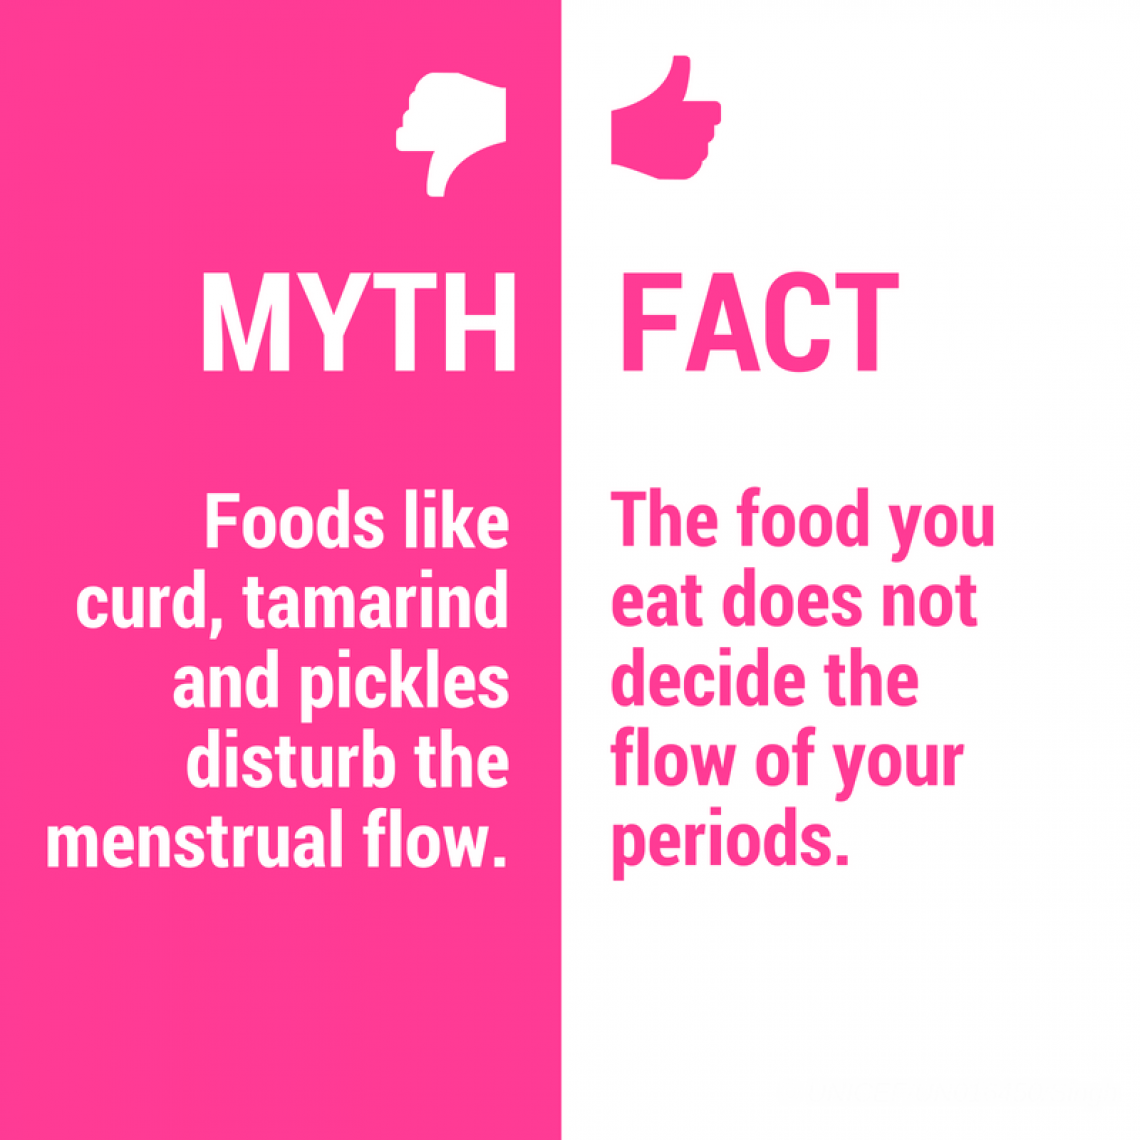 MYTH
Foods like
curd, tamarind
and pickles
disturb the
menstrual flow.
FACT
The food you
eat does not
decide the
flow of your
periods.